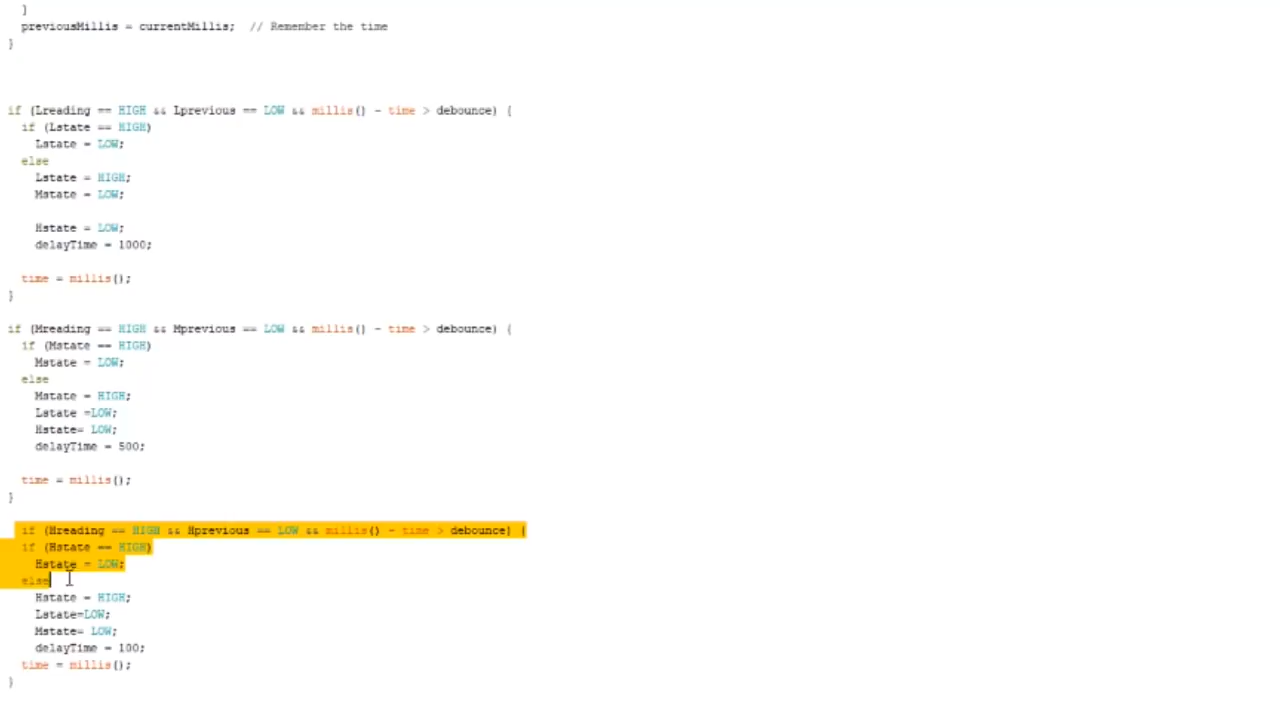 }
previousMillis = currentMillis;  // Remember the time
}
if (Lreading == HIGH && Lprevious == LOW && millis() - time > debounce) {
if (Lstate == HIGH)
Lstate = LOW;
else
Lstate = HIGH;
Mstate = LOW;
Hstate = LOW;
delayTime = 1000;
time = millis();
}
if (Mreading == HIGH && Mprevious == LOW && millis() - time > debounce) {
if (Mstate == HIGH)
Mstate = LOW;
else
Mstate = HIGH;
Lstate =LOW;
Hstate= LOW;
delayTime = 500;
time = millis();
}
if (Hreading == HIGH && Hprevious == LOW && millis() - time > debounce) {
if (Hstate == HIGH)
Hstate = LOW;
else
Hstate = HIGH;
Lstate=LOW;
Mstate= LOW;
delayTime = 100;
time = millis();
}